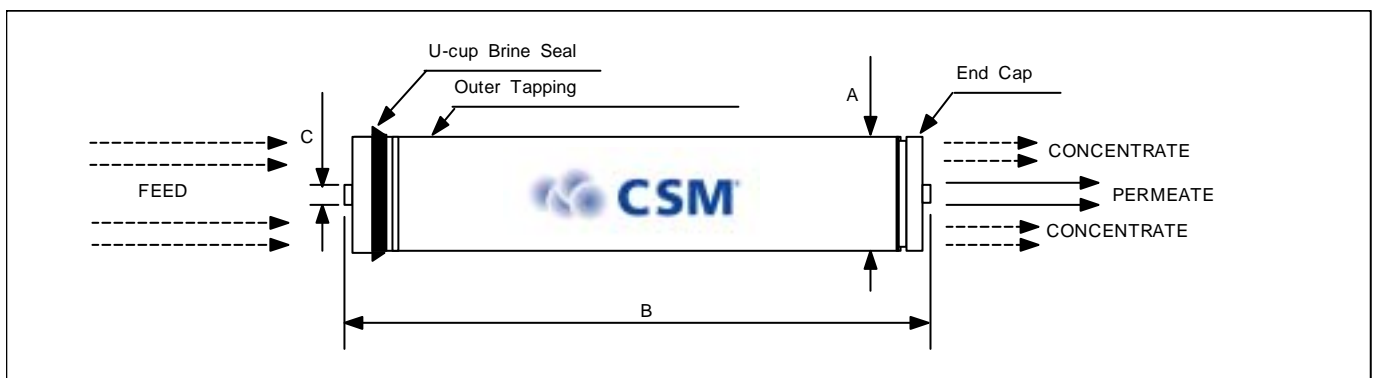 U-cup Brine Seal
Outer Tapping
A
End Cap
C
CONCENTRATE
FEED
CSM
PERMEATE
CONCENTRATE
B